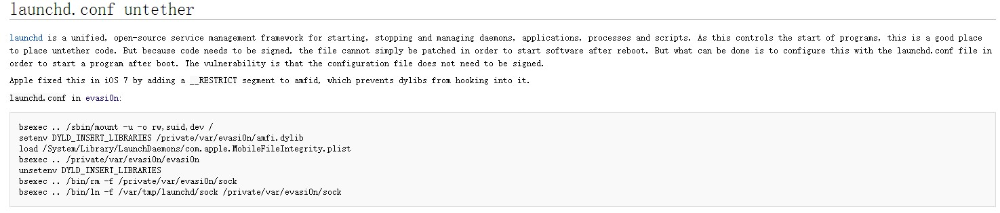 launchd.conf untether
launchd is a unified, open-source service management framework for starting, stopping and managing daemons, applications, processes and scripts. As this controls the start of programs, this is a good place
to place untether code. But because code needs to be signed, the file cannot simply be patched in order to start software after reboot. But what can be done is to configure this with the launchd.conf file in
order to start a program after boot. The vulnerability is that the configuration file does not need to be signed.
Apple fixed this in iOS 7 by adding a __RESTRICT segment to amfid, which prevents dylibs from hooking into it.
launchd.conf in evasi0n:
bsexec .. /sbin/mount -u -o rw,suid,dev /
setenv DYLD_INSERT_LIBRARIES /private/var/evasi0n/amfi.dylib
load /System/Library/LaunchDaemons/com.apple.MobileFileIntegrity.plist
bsexec .. /private/var/evasi0n/evasi0n
unsetenv DYLD_INSERT_LIBRARIES
bsexec .. /bin/rm -f /private/var/evasi0n/sock
bsexec .. /bin/ln -f /var/tmp/launchd/sock /private/var/evasi0n/sock